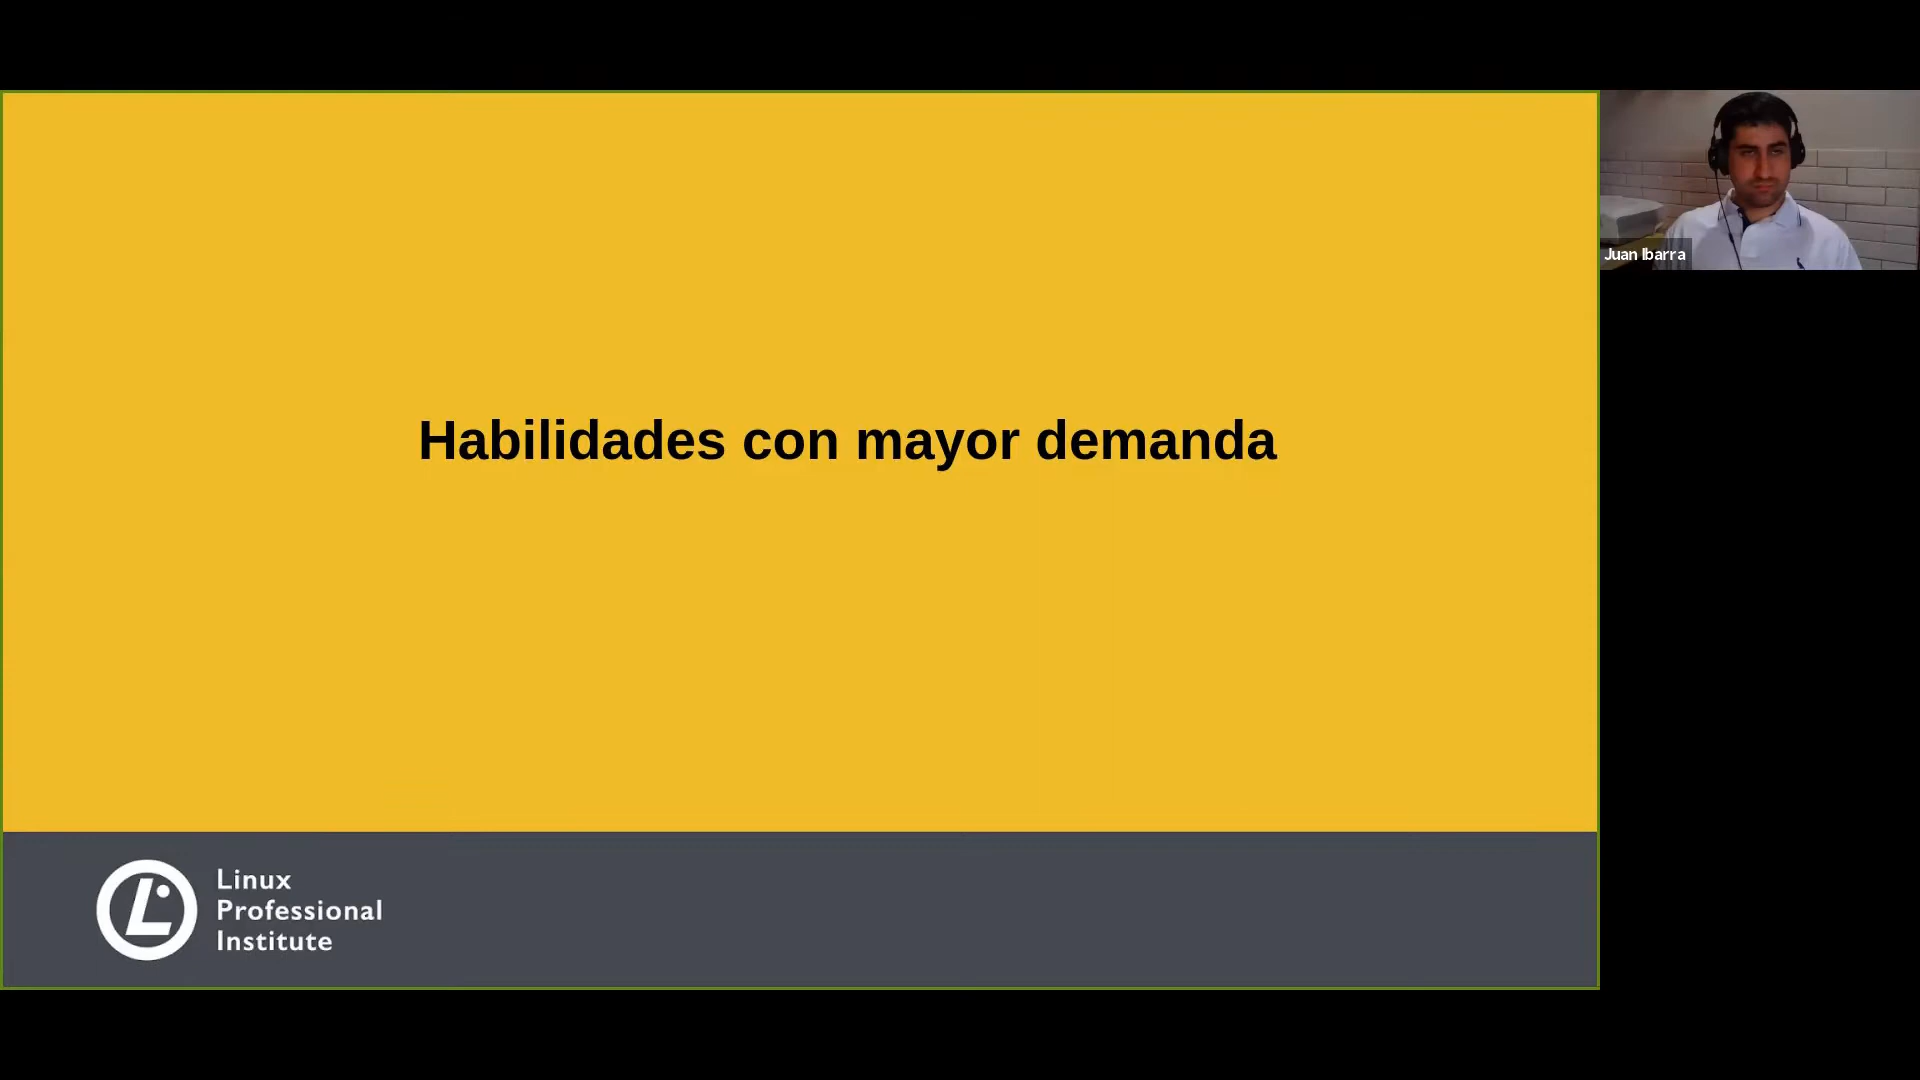 Habilidades con mayor demanda
Juan Ibarra
Linux
Professional
Institute